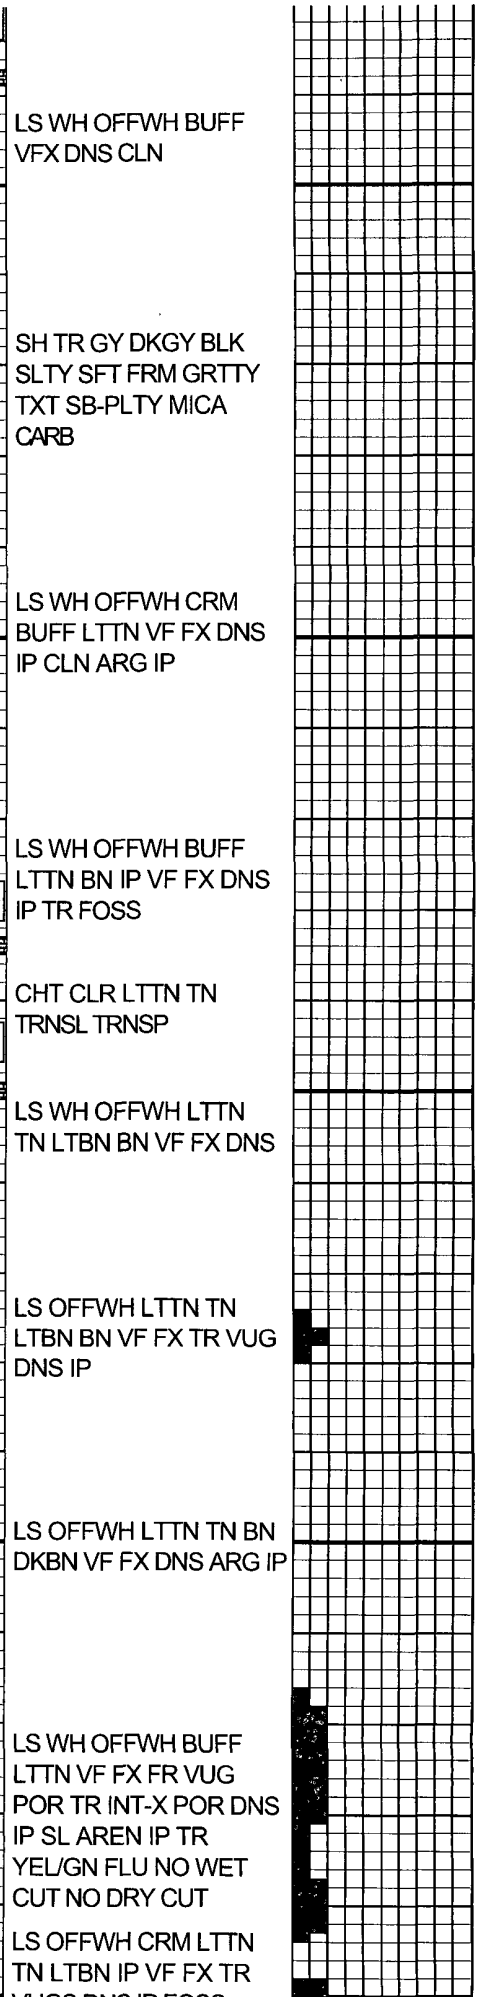 LS WH OFFWH BUFF
VFX DNS CLN
SH TR GY DKGY BLK
SLTY SFT FRM GRTTY
TXT SB-PLTY MICA
CARB
LS WH OFFWH CRM
BUFF LTTN VF FX DNS
IP CLN ARG IP
LS WH OFFWH BUFF
LTTN BN IP VF FX DNS
IP TR FOSS
CHT CLR LTTN TN
TRNSL TRNSP
LS WH OFFWH LTTN
TN LTBN BN VF FX DNS
LS OFFWH LTTN TN
LTBN BN VF FX TR VUG
DNS IP
LS OFFWH LTTN TN BN
DKBN VF FX DNS ARG IP
LS WH OFFWH BUFF
LTTN VF FX FR VUG
POR TR INT-X POR DNS
IP SL AREN IP TR
YEL/GN FLU NO WET
CUT NO DRY CUT
LS OFFWH CRM LTTN
TN LTBN IP VF FX TR